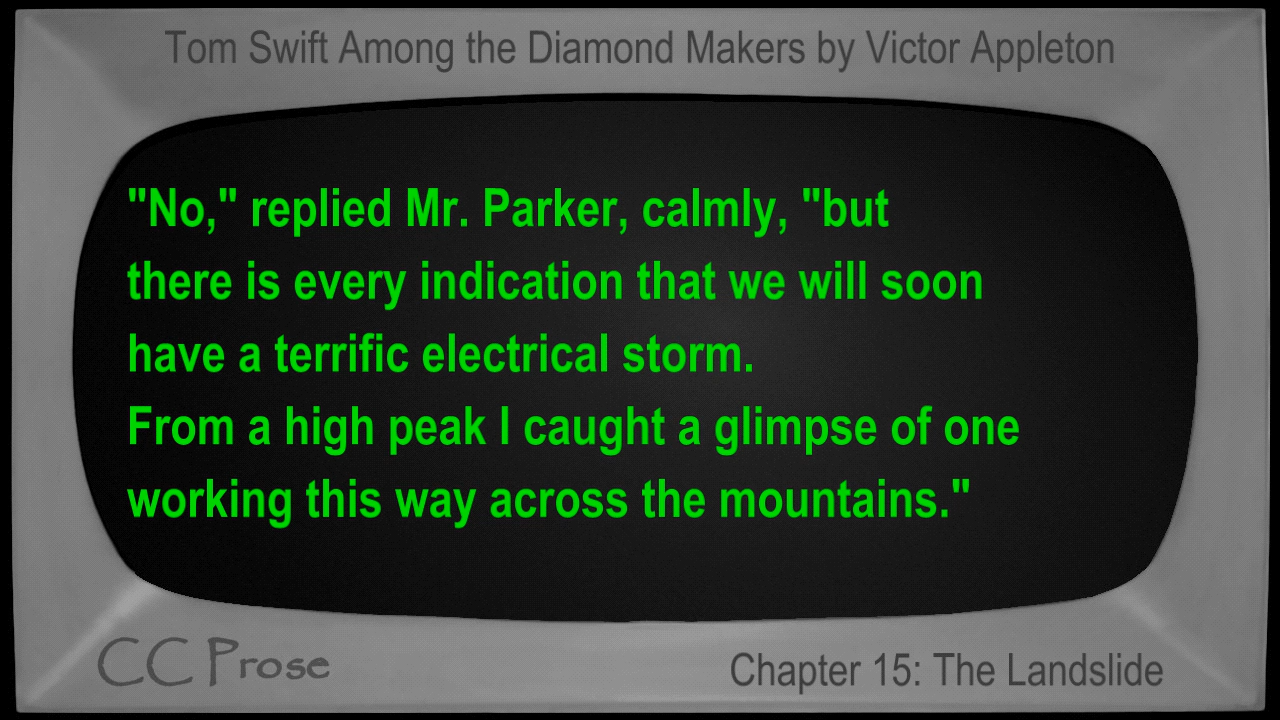 Tom Swift Among the Diamond Makers by Victor Appleton
"No," replied Mr. Parker, calmly, "but
there is every indication that we will soon
have a terrific electrical storm.
From a high peak I caught a glimpse of one
working this way across the mountains."
CC Prose
Chapter 15: The Landslide